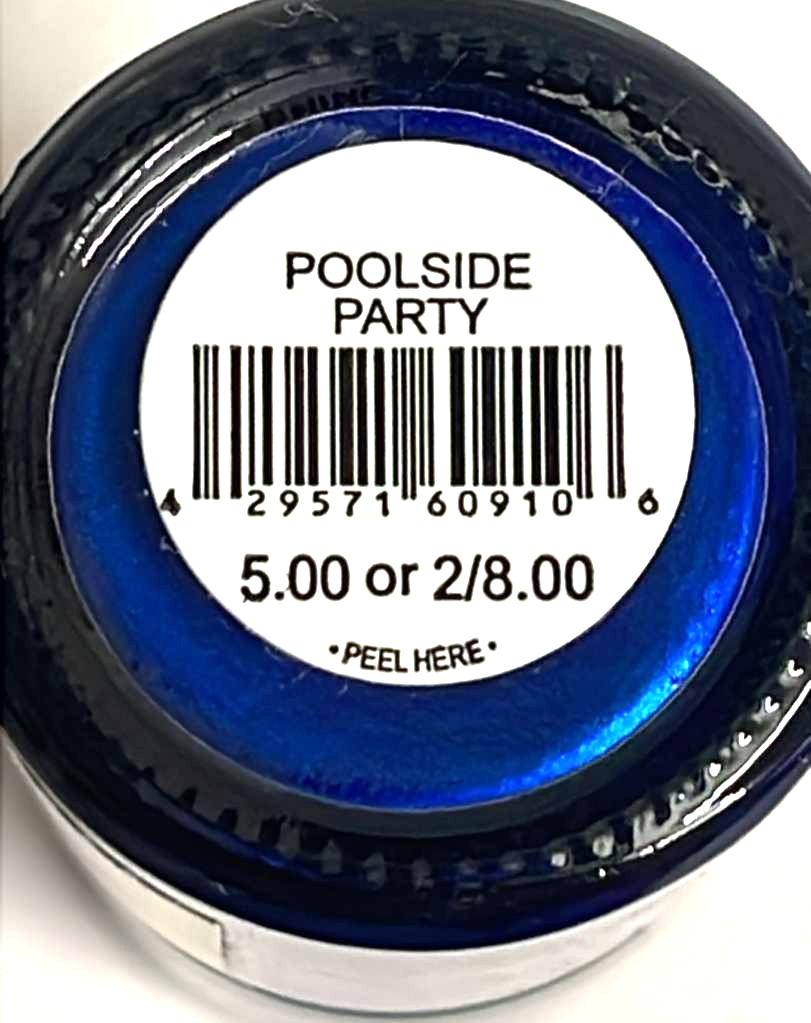 POOLSIDE
PARTY
4 29571 60910 6
5.00 or 2/8.00
• PEEL HERE •